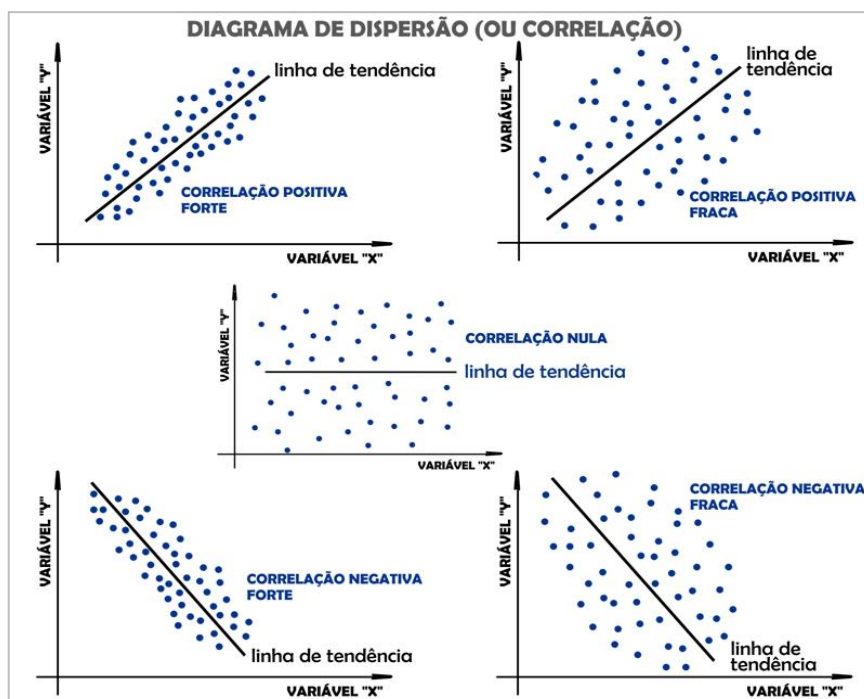 DIAGRAMA DE DISPERSÃO (OU CORRELAÇÃO)
VARIÁVEL "Y"
linha de tendência
CORRELAÇÃO POSITIVA
FORTE
VARIÁVEL "X"
VARIÁVEL "Y"
linha de
tendência
CORRELAÇÃO POSITIVA
FRACA
VARIÁVEL "X"
VARIÁVEL "Y"
CORRELAÇÃO NULA
linha de tendência
VARIÁVEL "X"
VARIÁVEL "Y"
CORRELAÇÃO NEGATIVA
FORTE
linha de tendência
VARIÁVEL "X"
VARIÁVEL "Y"
CORRELAÇÃO NEGATIVA
FRACA
linha de
tendência
VARIÁVEL "X"